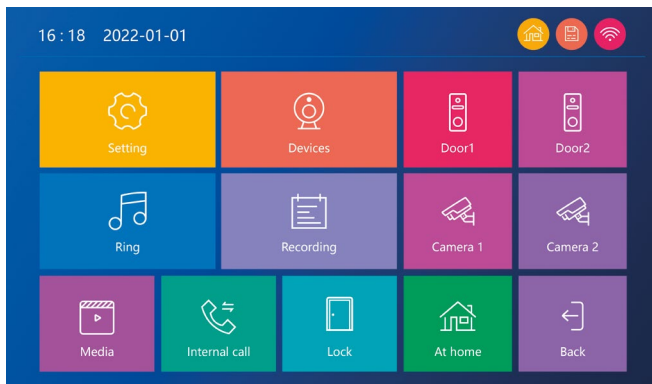 16 : 18 2022-01-01
Setting Devices Door1 Door2
Ring Recording Camera 1 Camera 2
Media Internal call Lock At home Back